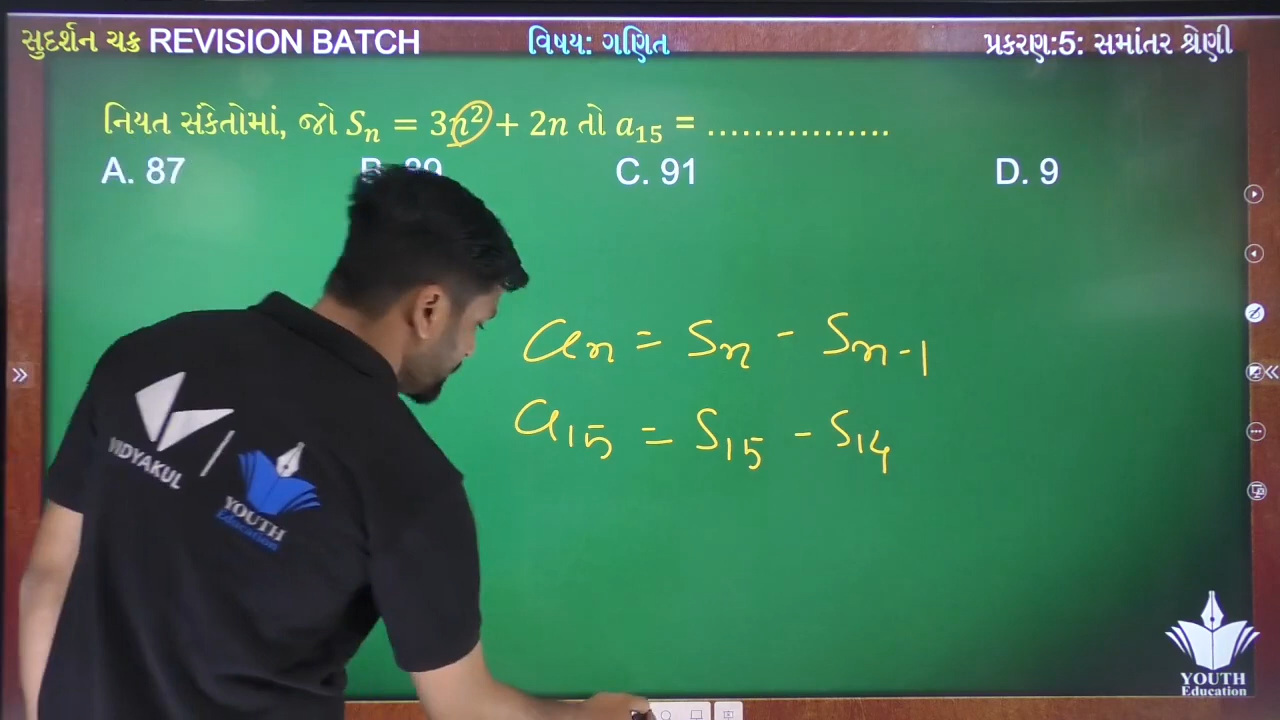 સુદર્શન ચક્ર REVISION BATCH વિષય: ગણિત પ્રકરણ:5: સમાંતર શ્રેણી
નિયત સંકેતોમાં, જો Sₙ = 3n² + 2n તો a₁₅ = ................
A. 87 C. 91 D. 9
aₙ = Sₙ - Sₙ₋₁
a₁₅ = S₁₅ - S₁₄
VIDYAKUL
YOUTH
Education
YOUTH
Education